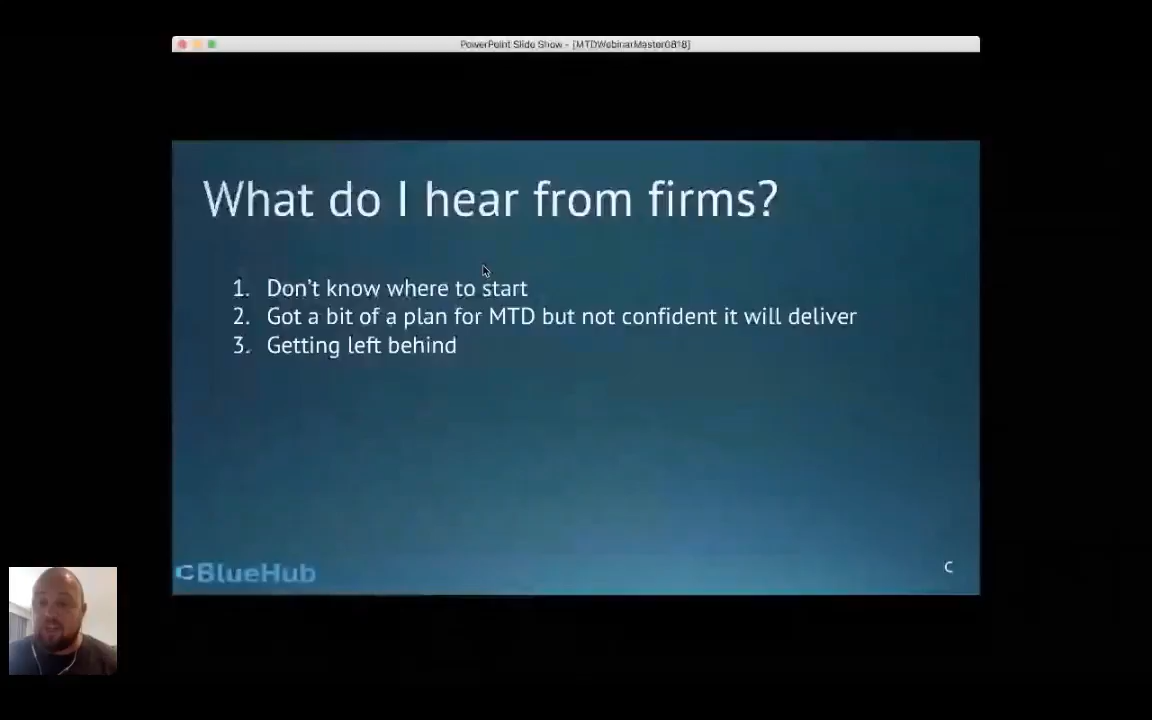 PowerPoint Slide Show - [MTDWebinarMaster0818]
What do I hear from firms?
1. Don't know where to start
2. Got a bit of a plan for MTD but not confident it will deliver
3. Getting left behind
BlueHub
C